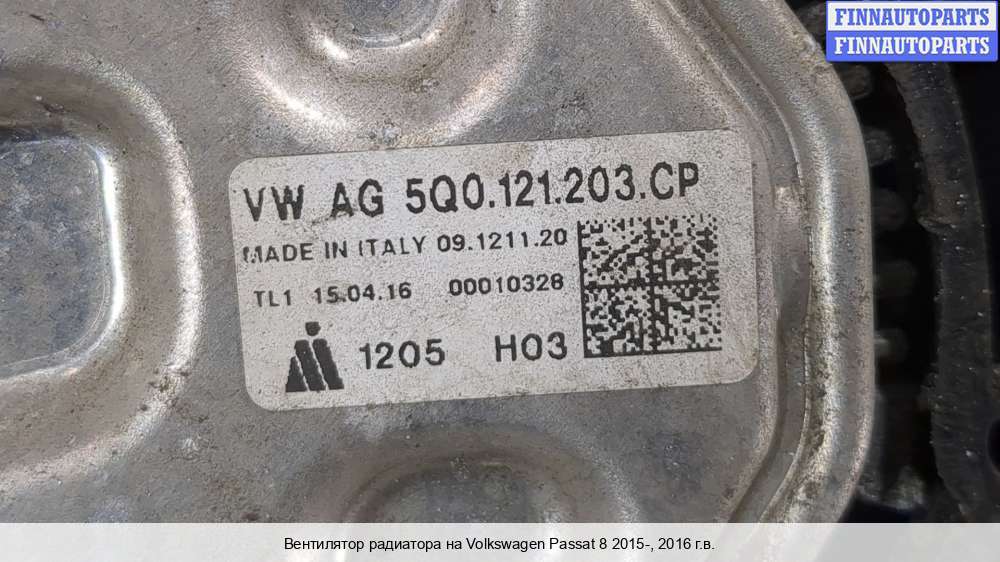 FINNAUTOPARTS
FINNAUTOPARTS
VW AG 5Q0.121.203.CP
MADE IN ITALY 09.1211.20
TL1 15.04.16 00010328
1205 H03
Вентилятор радиатора на Volkswagen Passat 8 2015-, 2016 г.в.